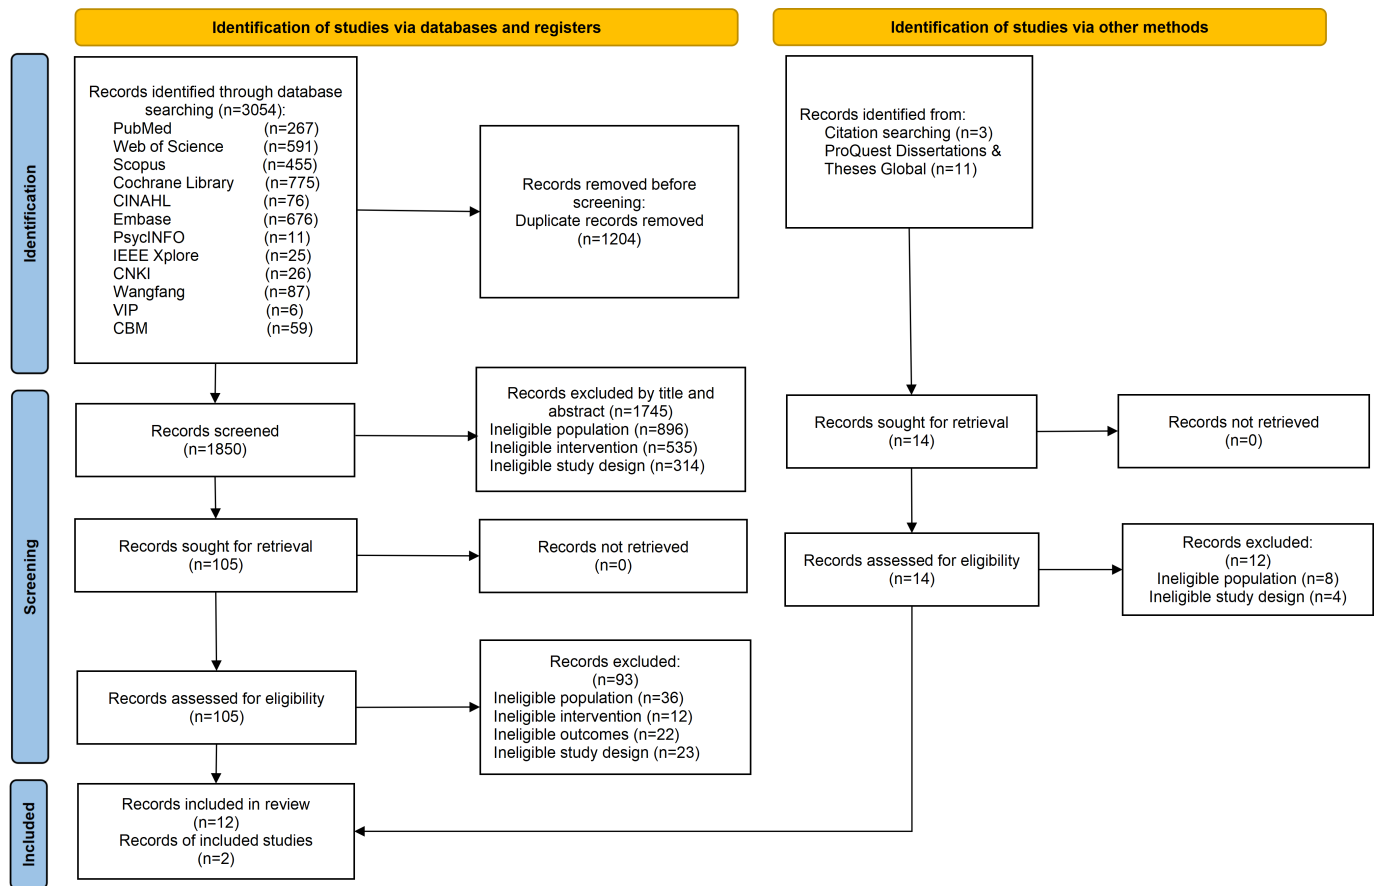 Identification of studies via databases and registers
Identification of studies via other methods
Identification
Records identified through database
searching (n=3054):
PubMed (n=267)
Web of Science (n=591)
Scopus (n=455)
Cochrane Library (n=775)
CINAHL (n=76)
Embase (n=676)
PsycINFO (n=11)
IEEE Xplore (n=25)
CNKI (n=26)
Wangfang (n=87)
VIP (n=6)
CBM (n=59)
Records removed before
screening:
Duplicate records removed
(n=1204)
Records identified from:
Citation searching (n=3)
ProQuest Dissertations &
Theses Global (n=11)
Screening
Records screened
(n=1850)
Records excluded by title and
abstract (n=1745)
Ineligible population (n=896)
Ineligible intervention (n=535)
Ineligible study design (n=314)
Records sought for retrieval
(n=14)
Records not retrieved
(n=0)
Records sought for retrieval
(n=105)
Records not retrieved
(n=0)
Records assessed for eligibility
(n=14)
Records excluded:
(n=12)
Ineligible population (n=8)
Ineligible study design (n=4)
Records assessed for eligibility
(n=105)
Records excluded:
(n=93)
Ineligible population (n=36)
Ineligible intervention (n=12)
Ineligible outcomes (n=22)
Ineligible study design (n=23)
Included
Records included in review
(n=12)
Records of included studies
(n=2)